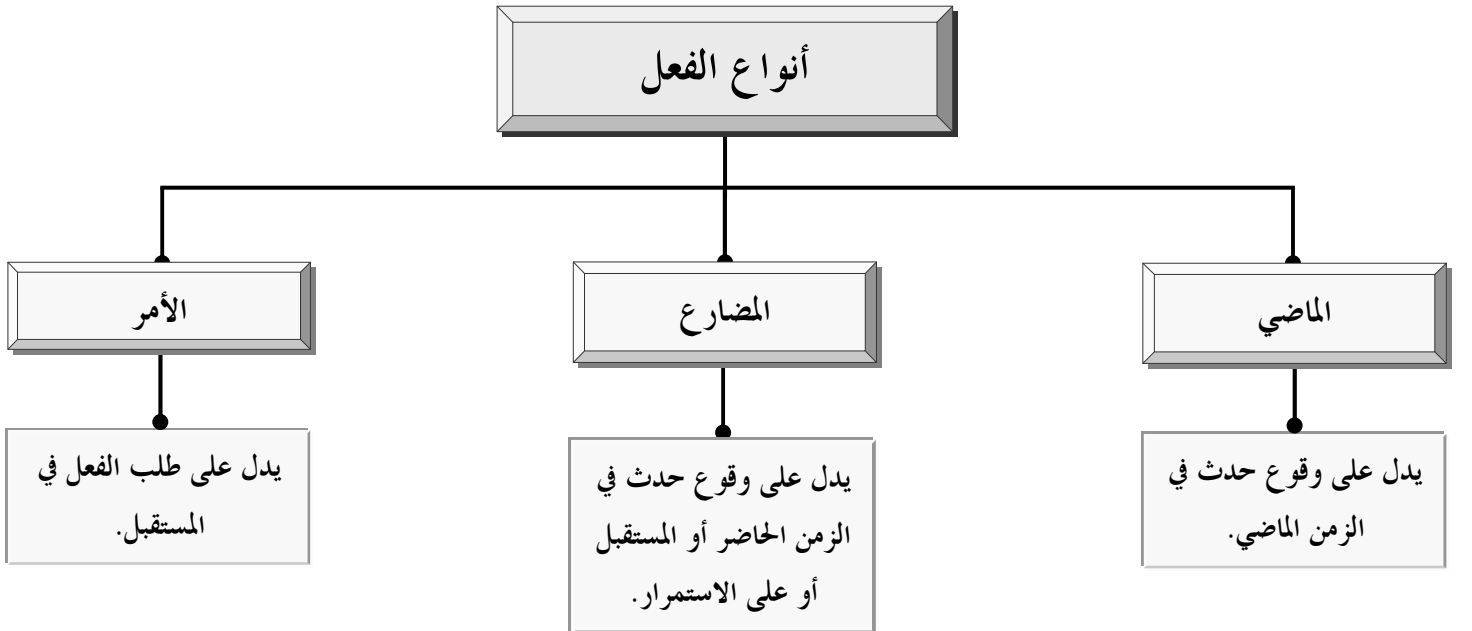 أنواع الفعل
الماضي
المضارع
الأمر
يدل على وقوع حدث في
الزمن الماضي.
يدل على وقوع حدث في
الزمن الحاضر أو المستقبل
أو على الاستمرار.
يدل على طلب الفعل في
المستقبل.